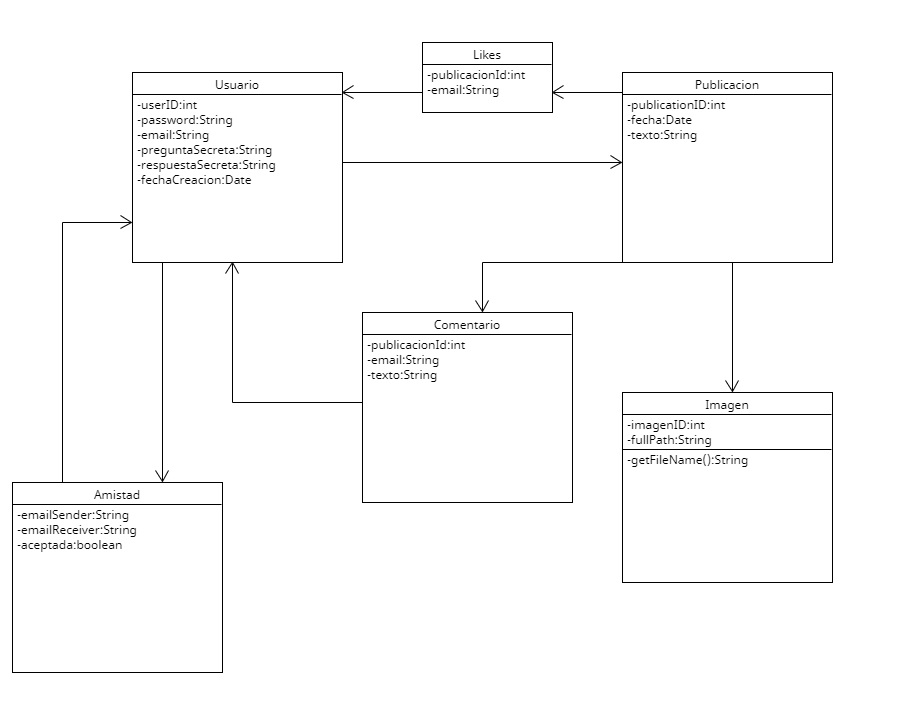 Likes
-publicacionId:int
-email:String
Usuario
-userID:int
-password:String
-email:String
-preguntaSecreta:String
-respuestaSecreta:String
-fechaCreacion:Date
Publicacion
-publicationID:int
-fecha:Date
-texto:String
Comentario
-publicacionId:int
-email:String
-texto:String
Imagen
-imagenID:int
-fullPath:String
-getFileName():String
Amistad
-emailSender:String
-emailReceiver:String
-aceptada:boolean